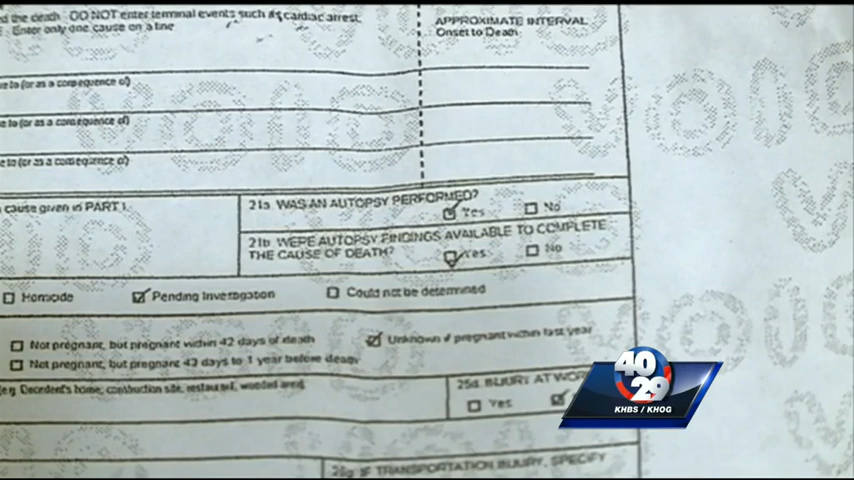 the death DO NOT enter terminal events such as cardiac arrest,
Enter only one cause on a line
APPROXIMATE INTERVAL
Onset to Death
to (or as a consequence of)
to (or as a consequence of)
to (or as a consequence of)
cause given in PART I.
21a WAS AN AUTOPSY PERFORMED?
Yes No
21b WERE AUTOPSY FINDINGS AVAILABLE TO COMPLETE
THE CAUSE OF DEATH? Yes No
Homicide Pending Investigation Could not be determined
Not pregnant, but pregnant within 42 days of death Unknown if pregnant within last year
Not pregnant, but pregnant 43 days to 1 year before death
e.g. Decedent's home, construction site, restaurant, wooded area
25d. INJURY AT WOR
Yes
IF TRANSPORTATION INJURY, SPECIFY
VOID
40
29
KHBS / KHOG